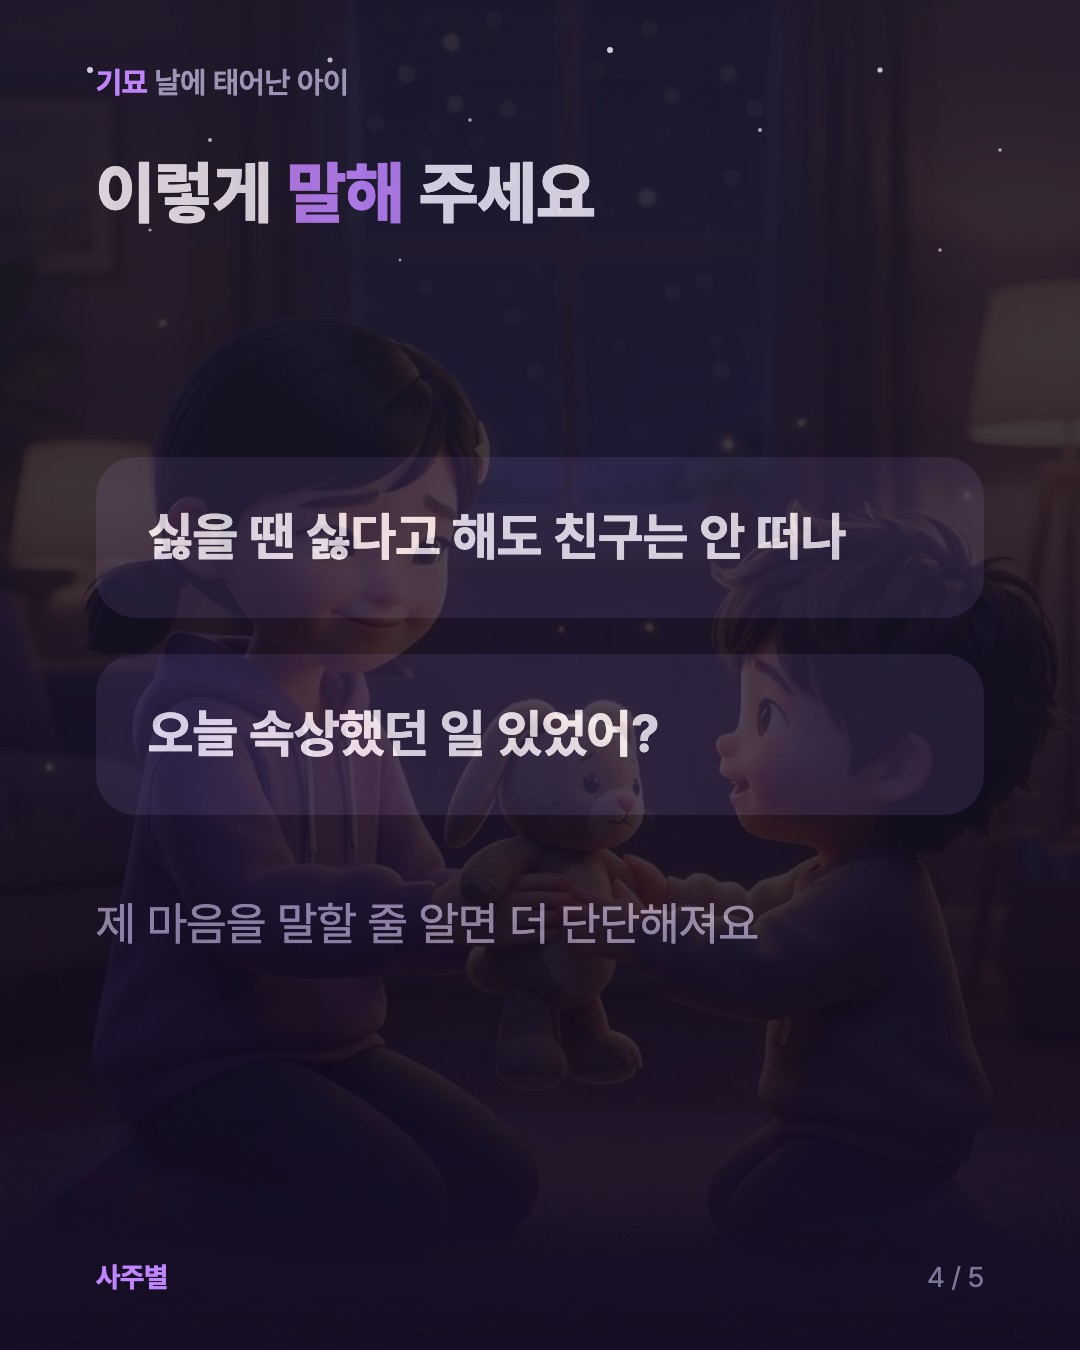 기묘 날에 태어난 아이
이렇게 말해 주세요
싫을 땐 싫다고 해도 친구는 안 떠나
오늘 속상했던 일 있었어?
제 마음을 말할 줄 알면 더 단단해져요
사주별
4 / 5